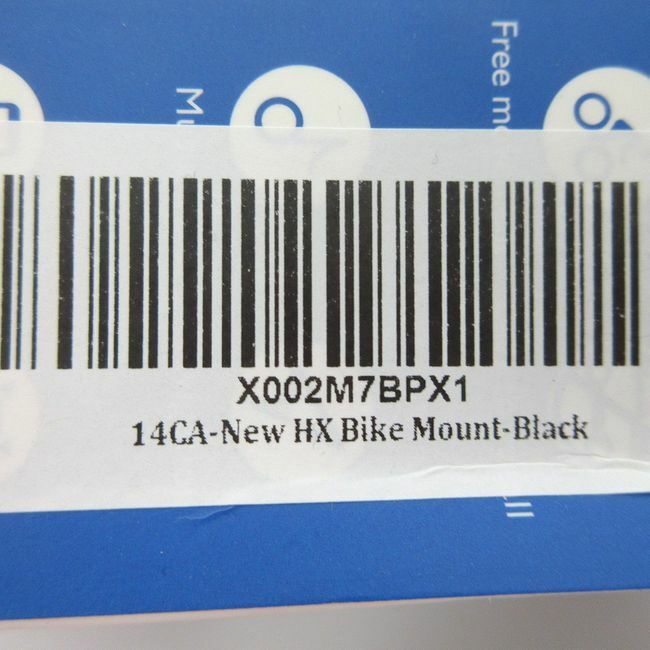 Free
X002M7BPX1
14CA-New HX Bike Mount-Black